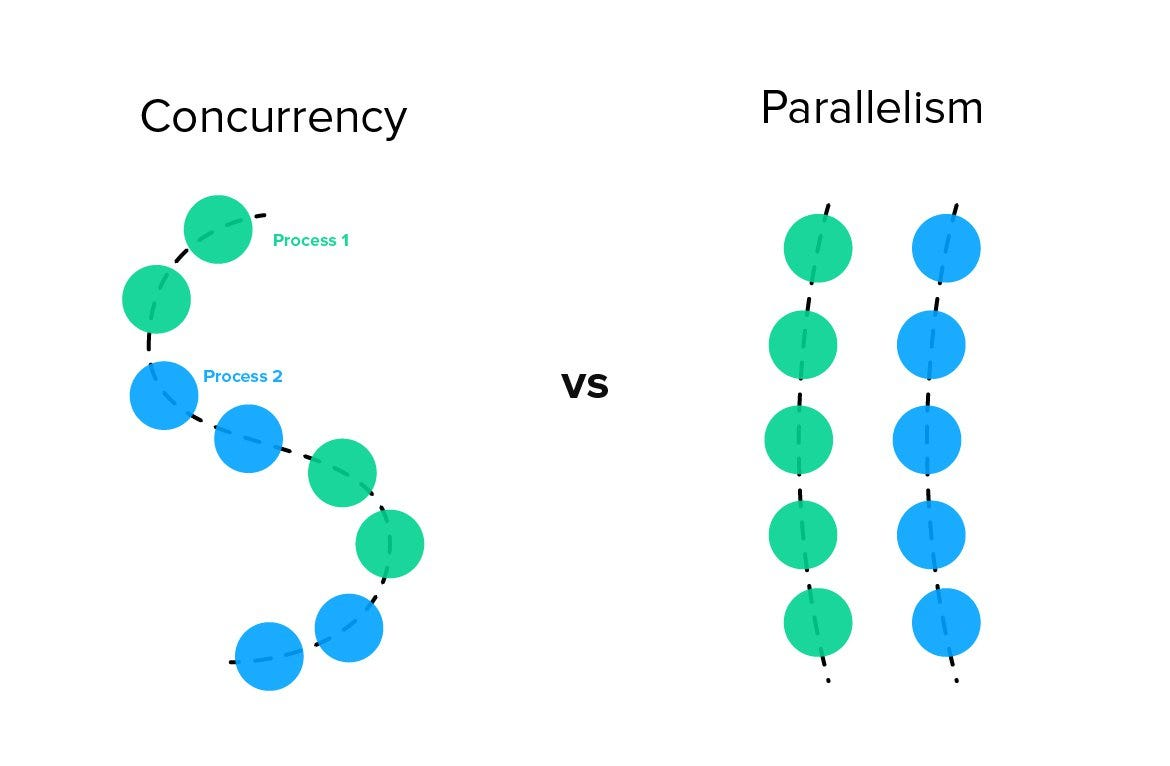 Concurrency
Parallelism
Process 1
Process 2
vs